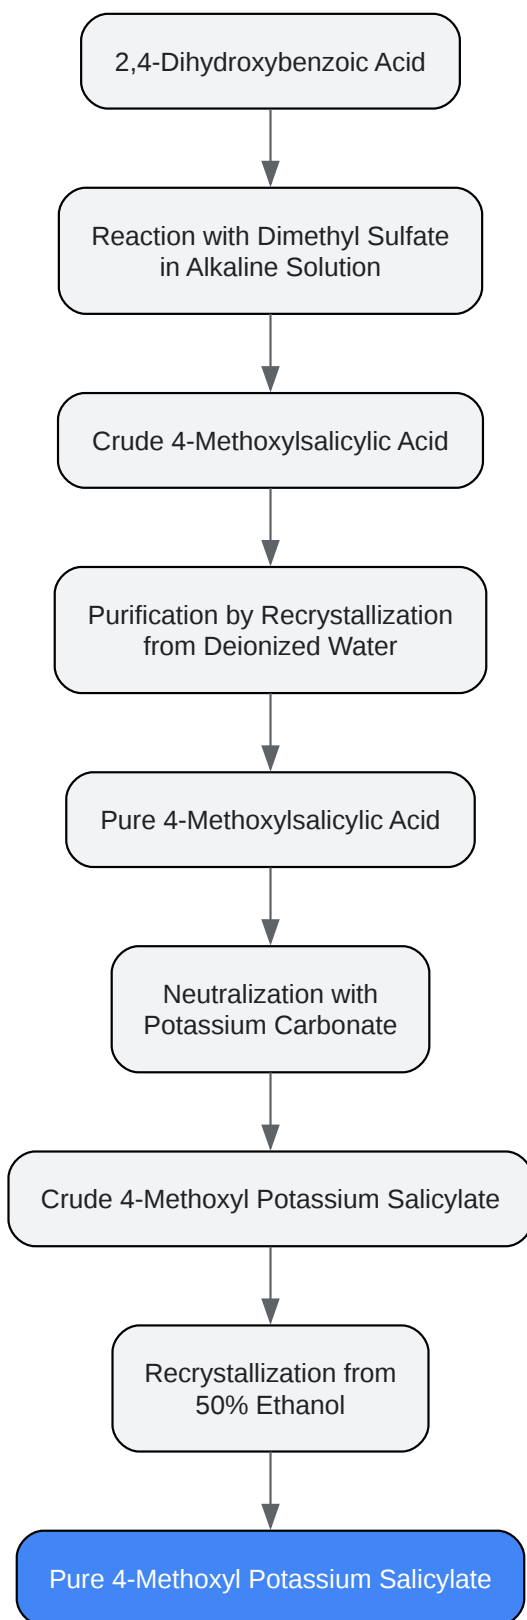 2,4-Dihydroxybenzoic Acid
Reaction with Dimethyl Sulfate
in Alkaline Solution
Crude 4-Methoxylsalicylic Acid
Purification by Recrystallization
from Deionized Water
Pure 4-Methoxylsalicylic Acid
Neutralization with
Potassium Carbonate
Crude 4-Methoxyl Potassium Salicylate
Recrystallization from
50% Ethanol
Pure 4-Methoxyl Potassium Salicylate